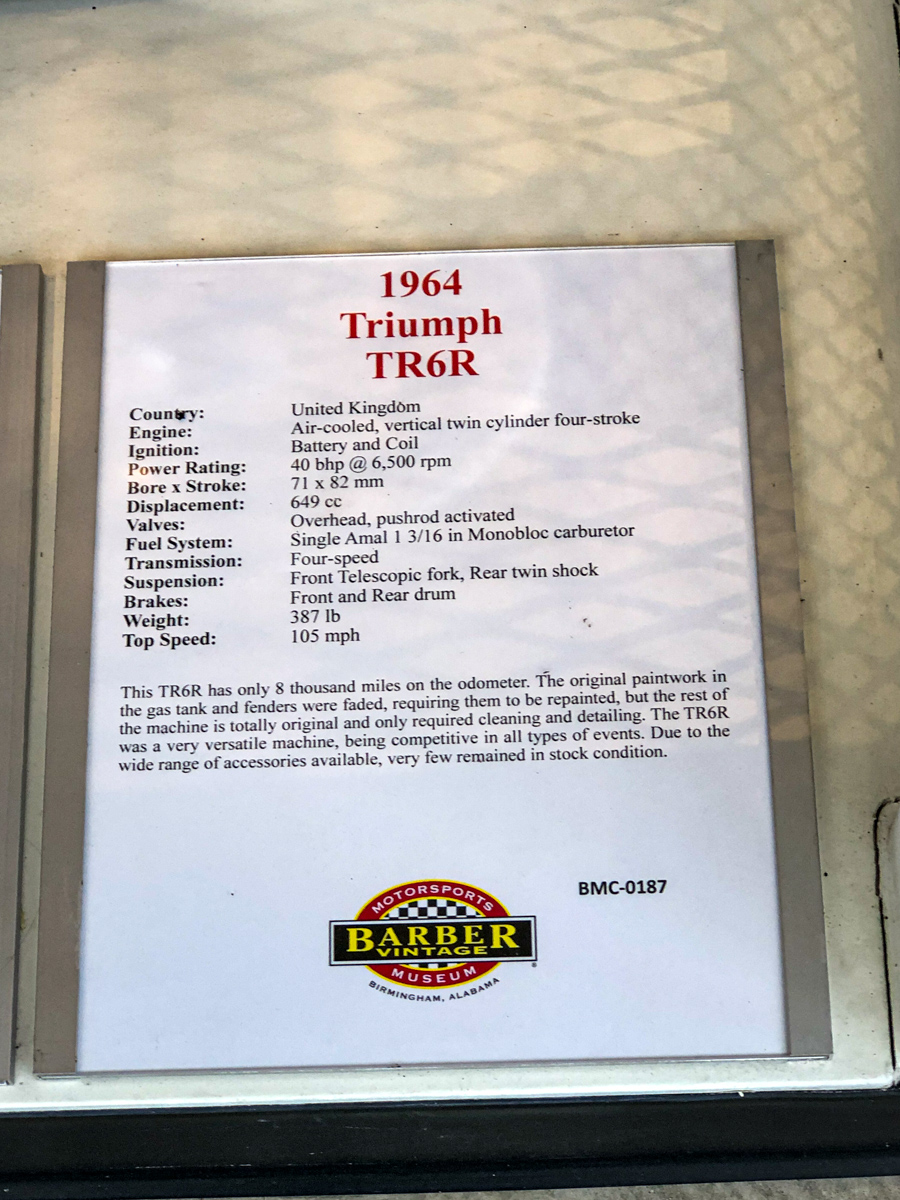 1964
Triumph
TR6R
Country: United Kingdom
Engine: Air-cooled, vertical twin cylinder four-stroke
Ignition: Battery and Coil
Power Rating: 40 bhp @ 6,500 rpm
Bore x Stroke: 71 x 82 mm
Displacement: 649 cc
Valves: Overhead, pushrod activated
Fuel System: Single Amal 1 3/16 in Monobloc carburetor
Transmission: Four-speed
Suspension: Front Telescopic fork, Rear twin shock
Brakes: Front and Rear drum
Weight: 387 lb
Top Speed: 105 mph
This TR6R has only 8 thousand miles on the odometer. The original paintwork in
the gas tank and fenders were faded, requiring them to be repainted, but the rest of
the machine is totally original and only required cleaning and detailing. The TR6R
was a very versatile machine, being competitive in all types of events. Due to the
wide range of accessories available, very few remained in stock condition.
BMC-0187
MOTORSPORTS
BARBER
VINTAGE
MUSEUM
BIRMINGHAM, ALABAMA